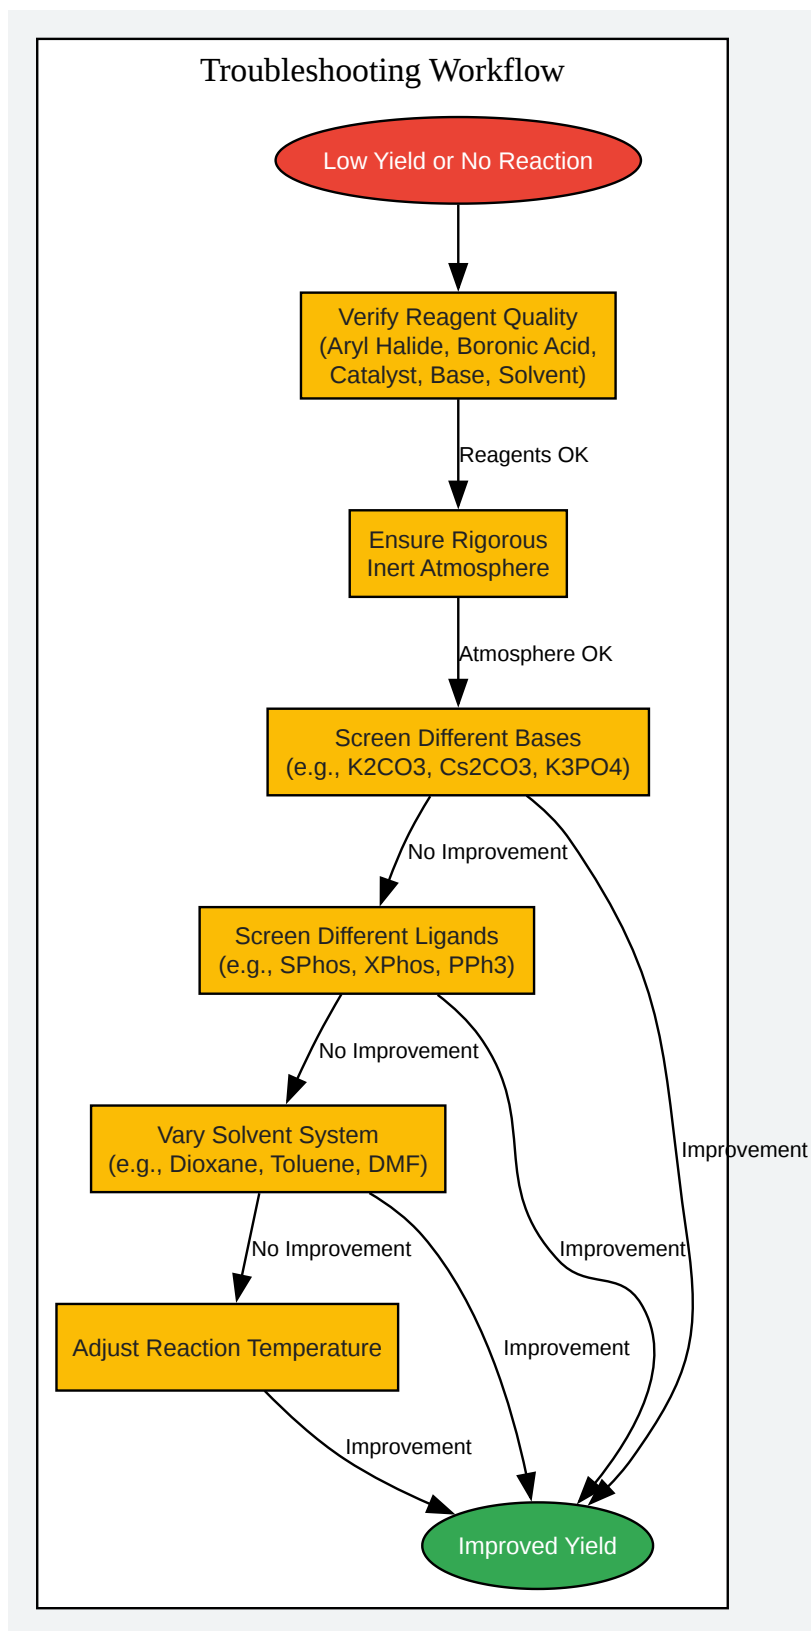 Troubleshooting Workflow
Low Yield or No Reaction
Verify Reagent Quality
(Aryl Halide, Boronic Acid,
Catalyst, Base, Solvent)
Reagents OK
Ensure Rigorous
Inert Atmosphere
Atmosphere OK
Screen Different Bases
(e.g., K2CO3, Cs2CO3, K3PO4)
No Improvement
Screen Different Ligands
(e.g., SPhos, XPhos, PPh3)
No Improvement
Vary Solvent System
(e.g., Dioxane, Toluene, DMF)
Improvement
No Improvement
Improvement
Adjust Reaction Temperature
Improvement
Improvement
Improved Yield